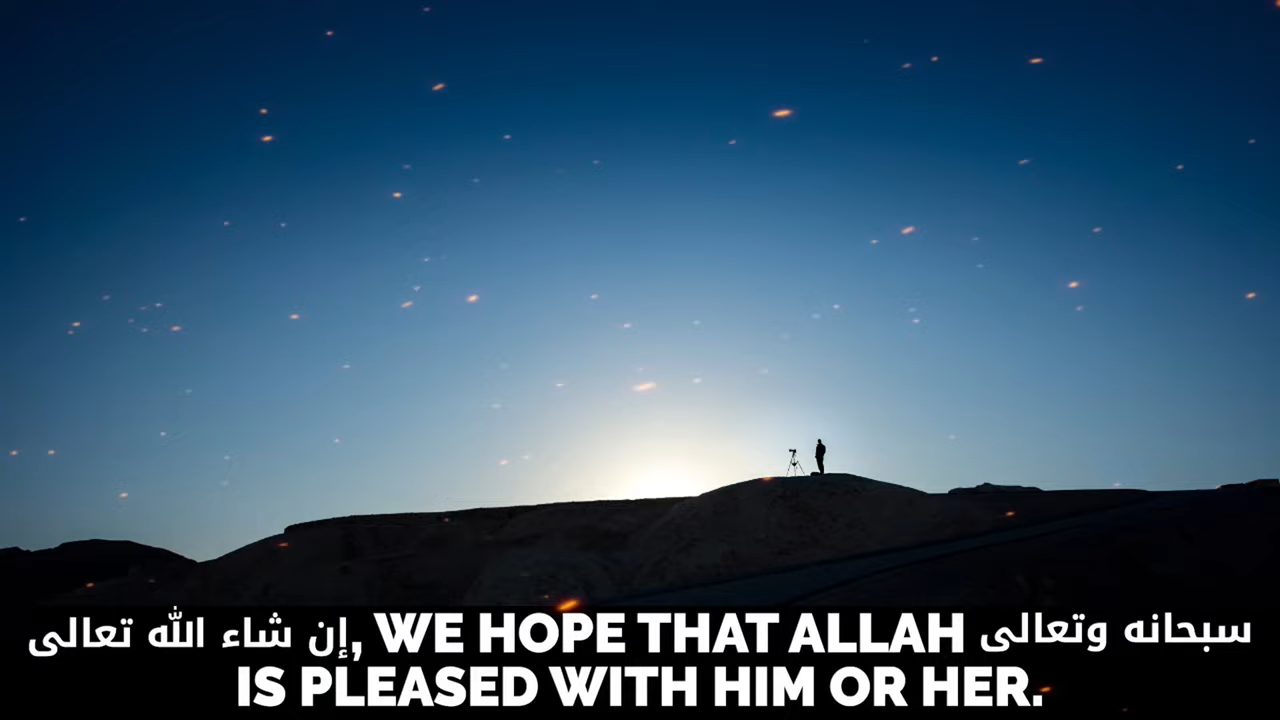 إن شاء الله تعالى, WE HOPE THAT ALLAH سبحانه وتعالى
IS PLEASED WITH HIM OR HER.